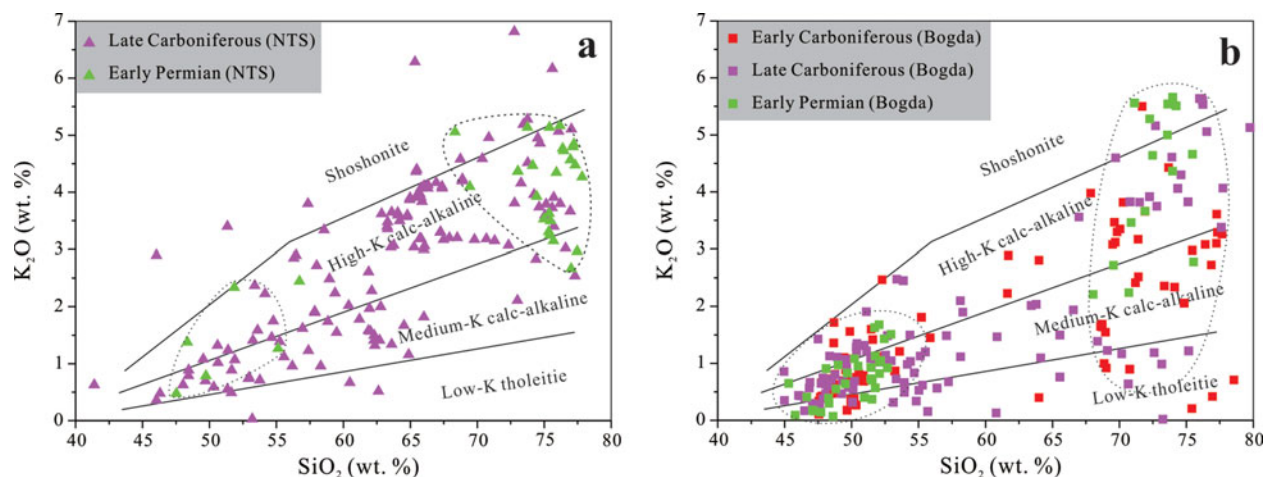 a
Late Carboniferous (NTS)
Early Permian (NTS)
7
6
5
4
3
2
1
0
K₂O (wt. %)
Shoshonite
High-K calc-alkaline
Medium-K calc-alkaline
Low-K tholeitie
40 45 50 55 60 65 70 75 80
SiO₂ (wt. %)
b
Early Carboniferous (Bogda)
Late Carboniferous (Bogda)
Early Permian (Bogda)
7
6
5
4
3
2
1
0
K₂O (wt. %)
Shoshonite
High-K calc-alkaline
Medium-K calc-alkaline
Low-K tholeitie
40 45 50 55 60 65 70 75 80
SiO₂ (wt. %)